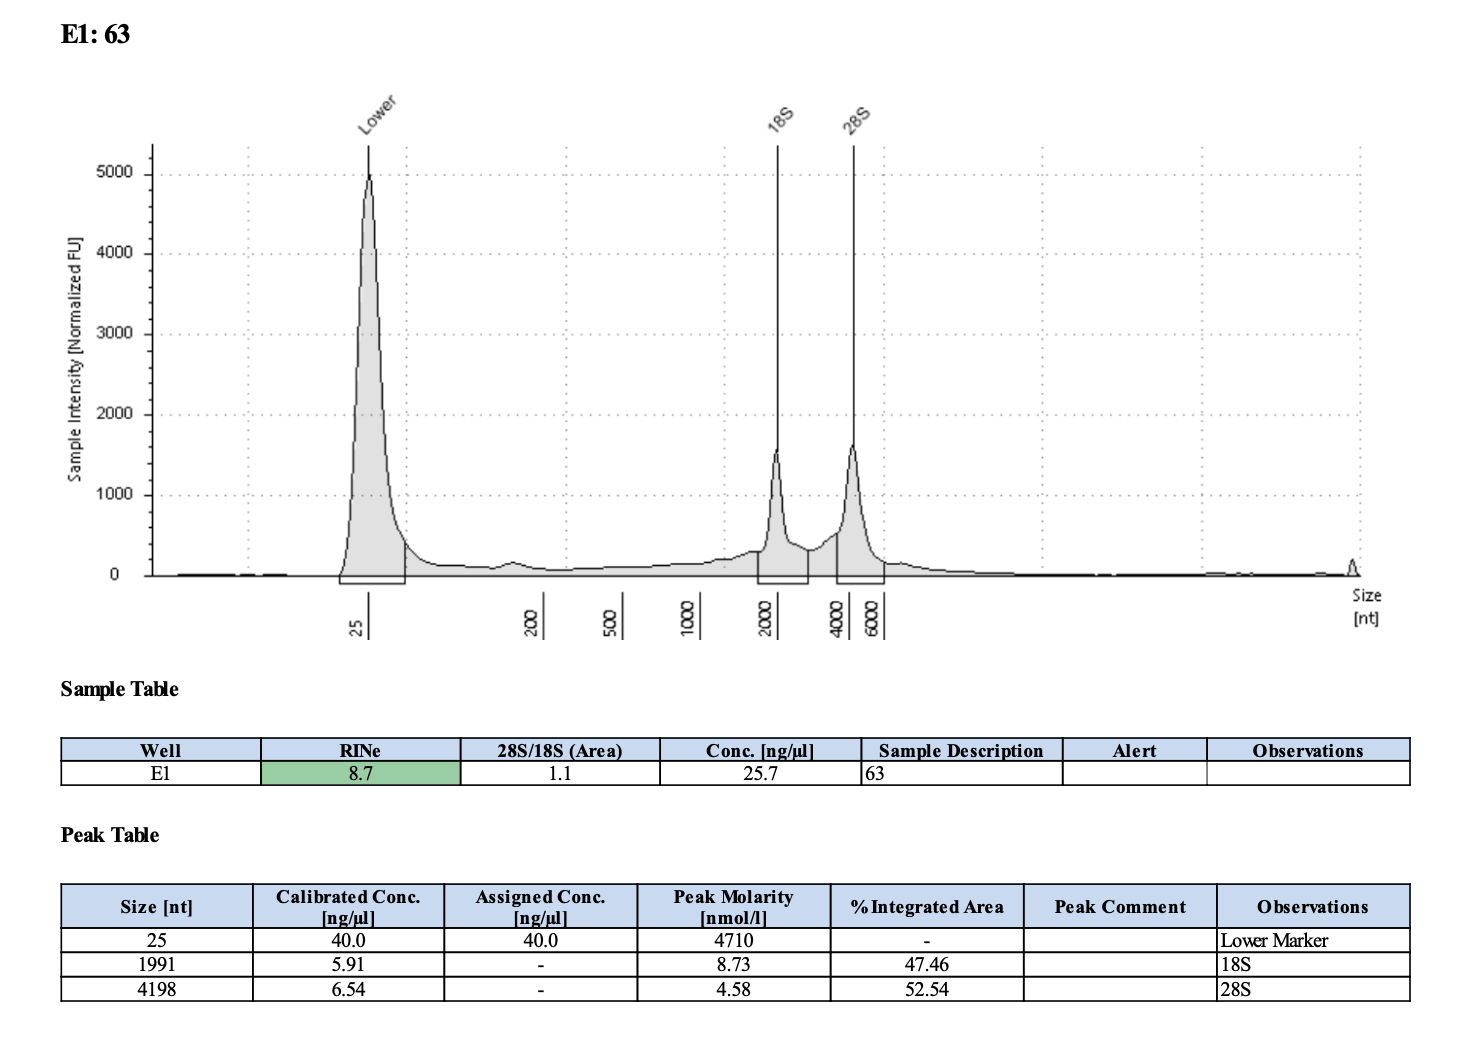 E1: 63
Lower
18S
28S
Sample Intensity [Normalized FU]
5000
4000
3000
2000
1000
0
25
200
500
1000
2000
4000
6000
Size
[nt]
Sample Table
Well RINe 28S/18S (Area) Conc. [ng/µl] Sample Description Alert Observations
E1 8.7 1.1 25.7 63
Peak Table
Size [nt] Calibrated Conc. [ng/µl] Assigned Conc. [ng/µl] Peak Molarity [nmol/l] % Integrated Area Peak Comment Observations
25 40.0 40.0 4710 - Lower Marker
1991 5.91 - 8.73 47.46 18S
4198 6.54 - 4.58 52.54 28S